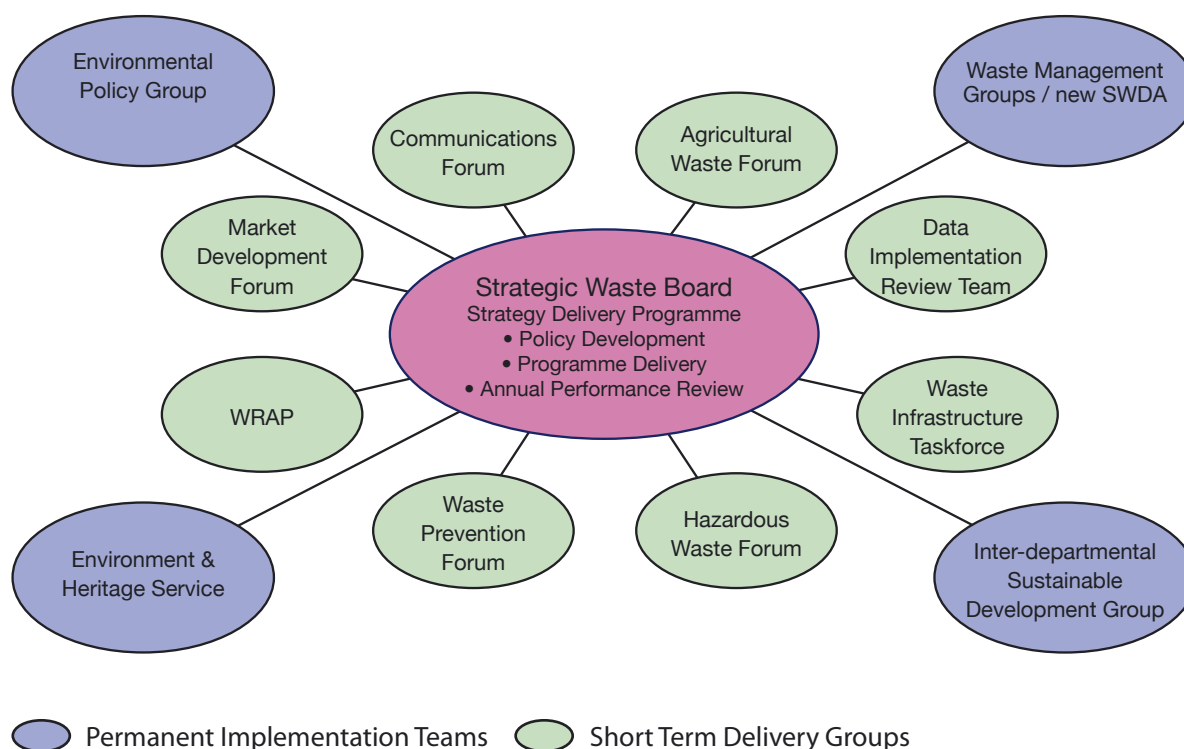 Environmental
Policy Group
Waste Management
Groups / new SWDA
Communications
Forum
Agricultural
Waste Forum
Market
Development
Forum
Data
Implementation
Review Team
Strategic Waste Board
Strategy Delivery Programme
• Policy Development
• Programme Delivery
• Annual Performance Review
WRAP
Waste
Infrastructure
Taskforce
Waste
Prevention
Forum
Hazardous
Waste Forum
Environment &
Heritage Service
Inter-departmental
Sustainable
Development Group
Permanent Implementation Teams
Short Term Delivery Groups